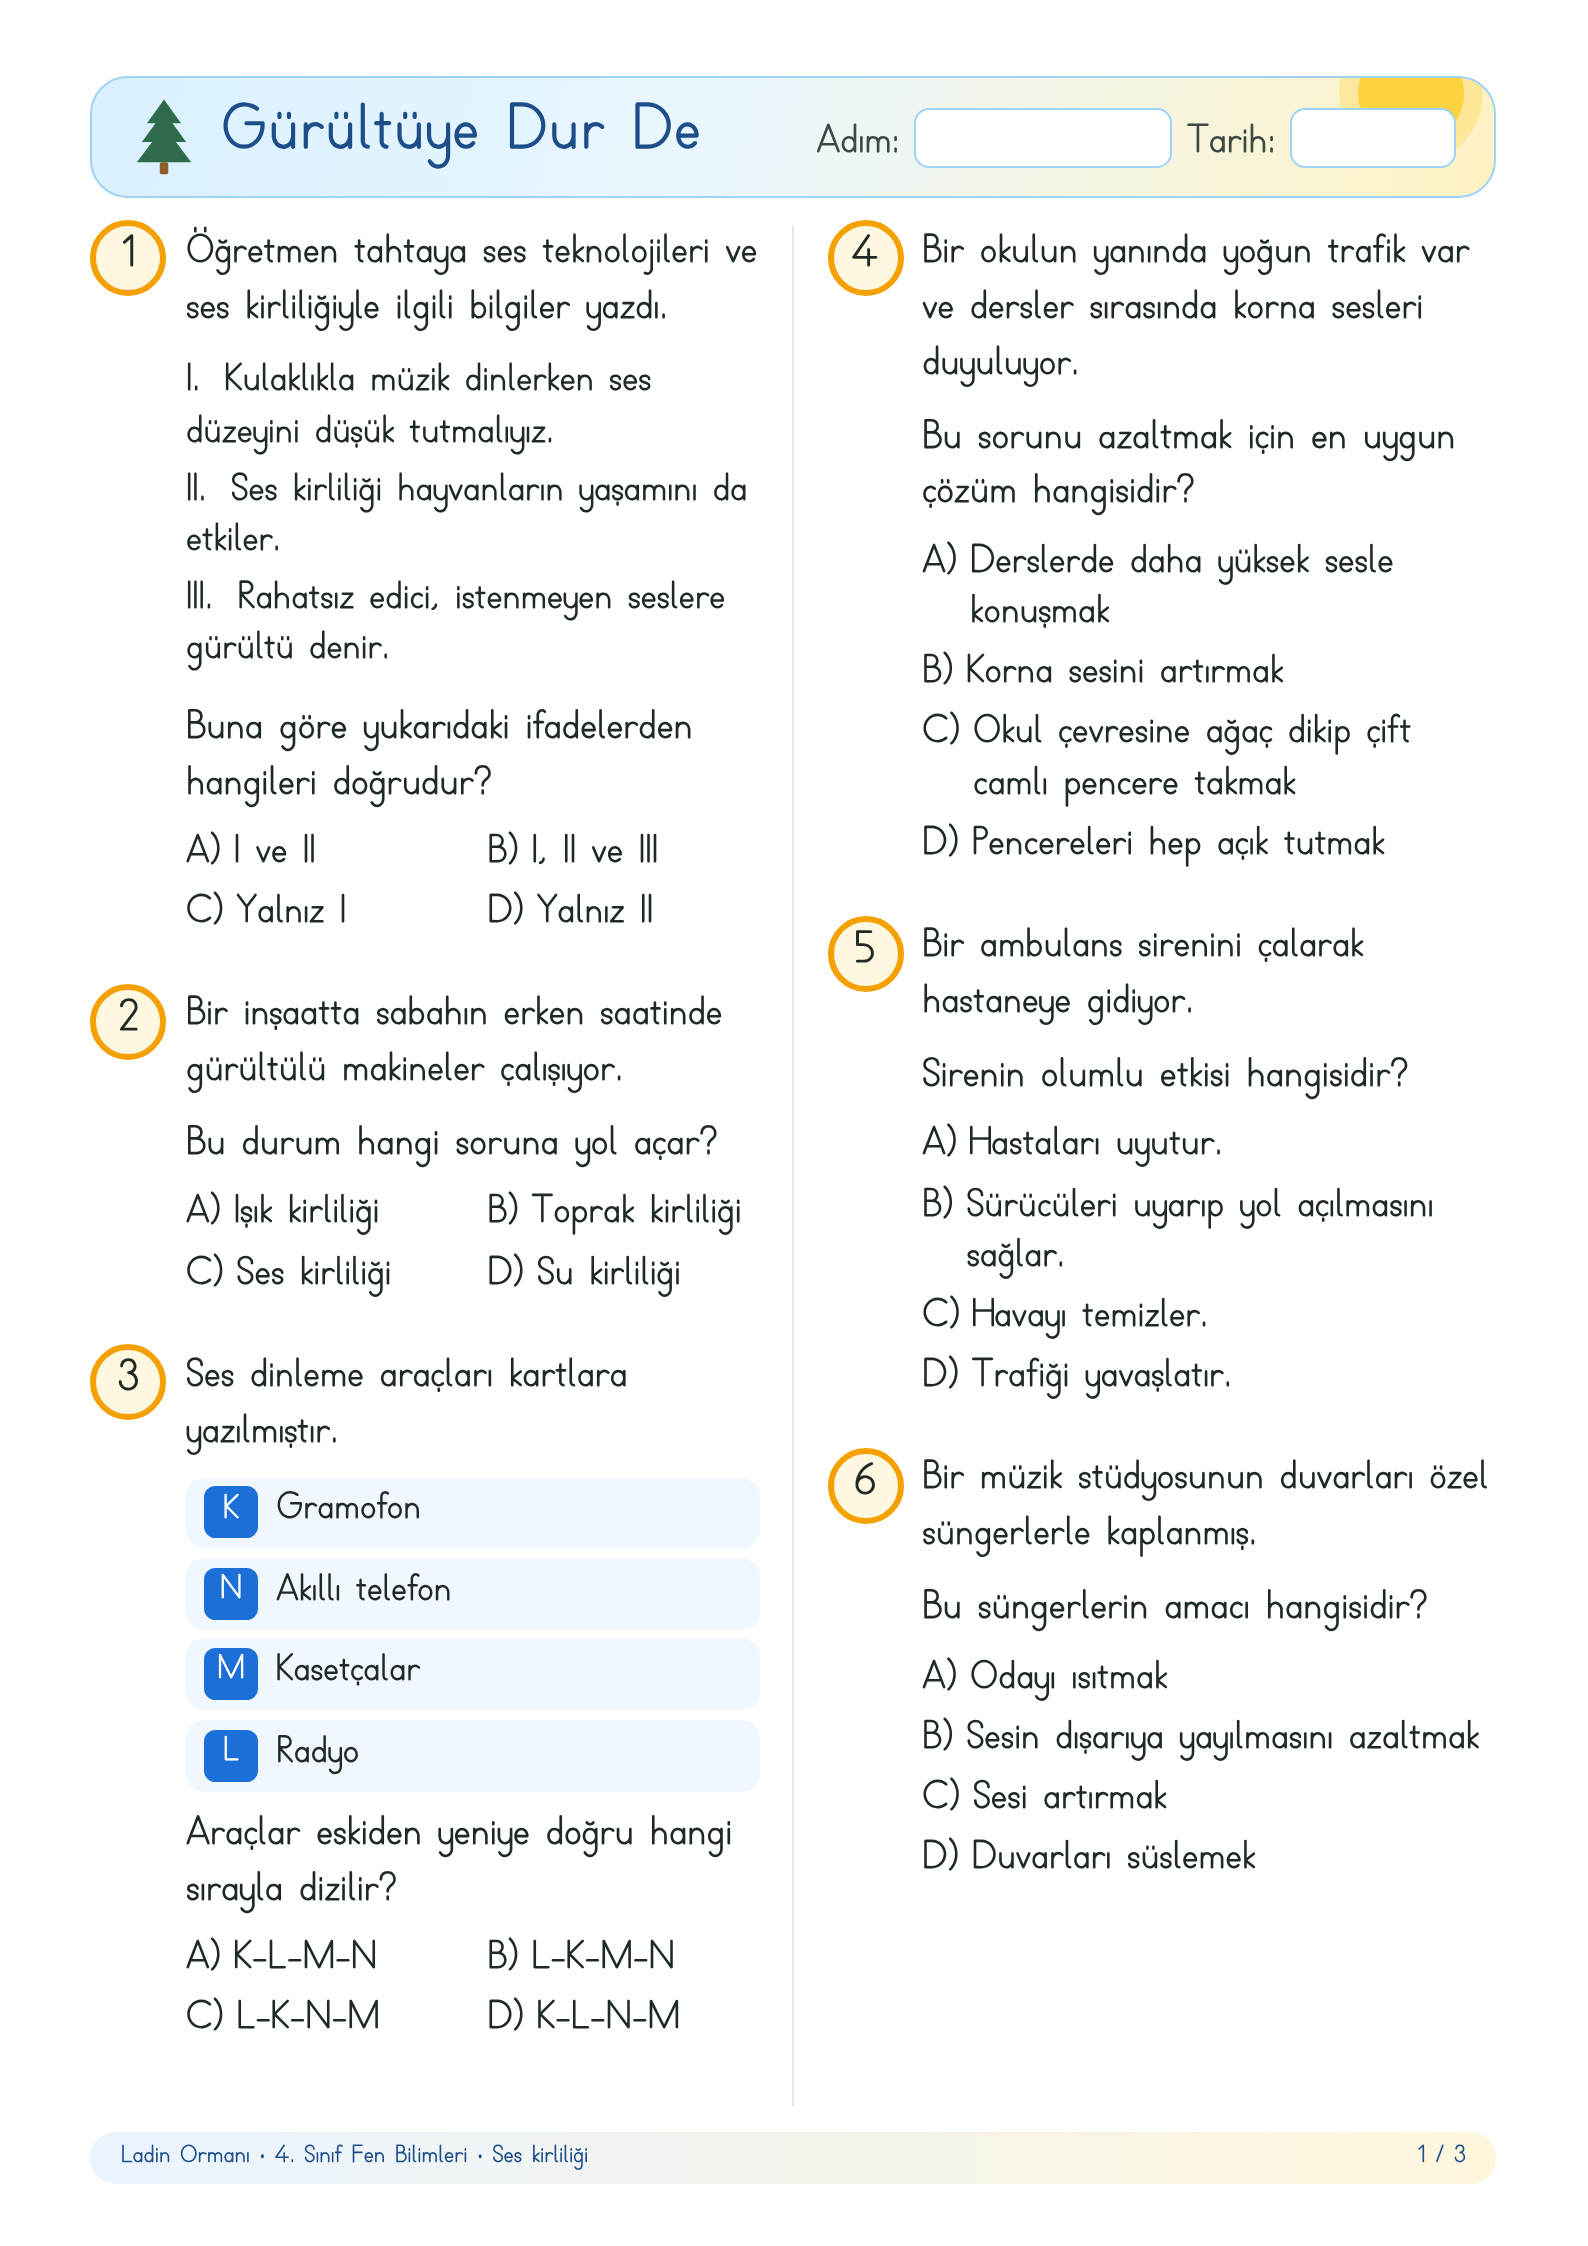 Gürültüye Dur De
Adım:
Tarih:
1
Öğretmen tahtaya ses teknolojileri ve
ses kirliliğiyle ilgili bilgiler yazdı.
I. Kulaklıkla müzik dinlerken ses
düzeyini düşük tutmalıyız.
II. Ses kirliliği hayvanların yaşamını da
etkiler.
III. Rahatsız edici, istenmeyen seslere
gürültü denir.
Buna göre yukarıdaki ifadelerden
hangileri doğrudur?
A) I ve II
B) I, II ve III
C) Yalnız I
D) Yalnız II
2
Bir inşaatta sabahın erken saatinde
gürültülü makineler çalışıyor.
Bu durum hangi soruna yol açar?
A) Işık kirliliği
B) Toprak kirliliği
C) Ses kirliliği
D) Su kirliliği
3
Ses dinleme araçları kartlara
yazılmıştır.
K Gramofon
N Akıllı telefon
M Kasetçalar
L Radyo
Araçlar eskiden yeniye doğru hangi
sırayla dizilir?
A) K-L-M-N
B) L-K-M-N
C) L-K-N-M
D) K-L-N-M
4
Bir okulun yanında yoğun trafik var
ve dersler sırasında korna sesleri
duyuluyor.
Bu sorunu azaltmak için en uygun
çözüm hangisidir?
A) Derslerde daha yüksek sesle
konuşmak
B) Korna sesini artırmak
C) Okul çevresine ağaç dikip çift
camlı pencere takmak
D) Pencereleri hep açık tutmak
5
Bir ambulans sirenini çalarak
hastaneye gidiyor.
Sirenin olumlu etkisi hangisidir?
A) Hastaları uyutur.
B) Sürücüleri uyarıp yol açılmasını
sağlar.
C) Havayı temizler.
D) Trafiği yavaşlatır.
6
Bir müzik stüdyosunun duvarları özel
süngerlerle kaplanmış.
Bu süngerlerin amacı hangisidir?
A) Odayı ısıtmak
B) Sesin dışarıya yayılmasını azaltmak
C) Sesi artırmak
D) Duvarları süslemek
Ladin Ormanı • 4. Sınıf Fen Bilimleri • Ses kirliliği
1 / 3